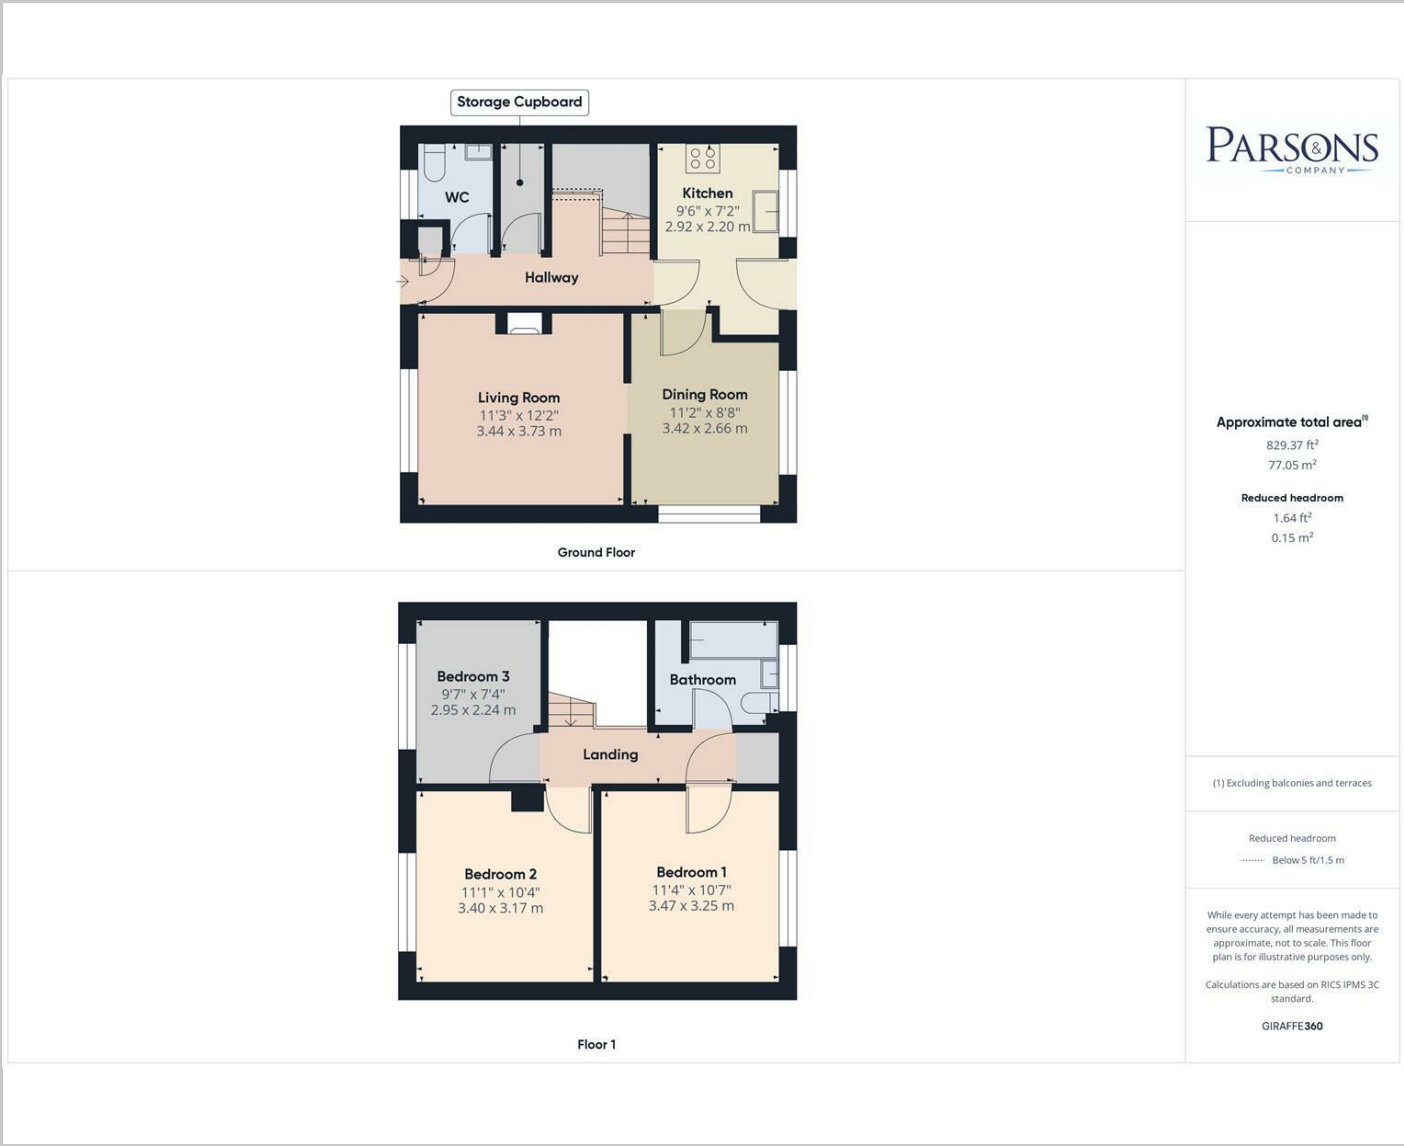 Storage Cupboard
WC
Kitchen
9'6" x 7'2"
2.92 x 2.20 m
Hallway
Living Room
11'3" x 12'2"
3.44 x 3.73 m
Dining Room
11'2" x 8'8"
3.42 x 2.66 m
Ground Floor
Bedroom 3
9'7" x 7'4"
2.95 x 2.24 m
Bathroom
Landing
Bedroom 2
11'1" x 10'4"
3.40 x 3.17 m
Bedroom 1
11'4" x 10'7"
3.47 x 3.25 m
Floor 1
PARSONS
&
COMPANY
Approximate total area(1)
829.37 ft²
77.05 m²
Reduced headroom
1.64 ft²
0.15 m²
(1) Excluding balconies and terraces
Reduced headroom
Below 5 ft/1.5 m
While every attempt has been made to
ensure accuracy, all measurements are
approximate, not to scale. This floor
plan is for illustrative purposes only.
Calculations are based on RICS IPMS 3C
standard.
GIRAFFE360